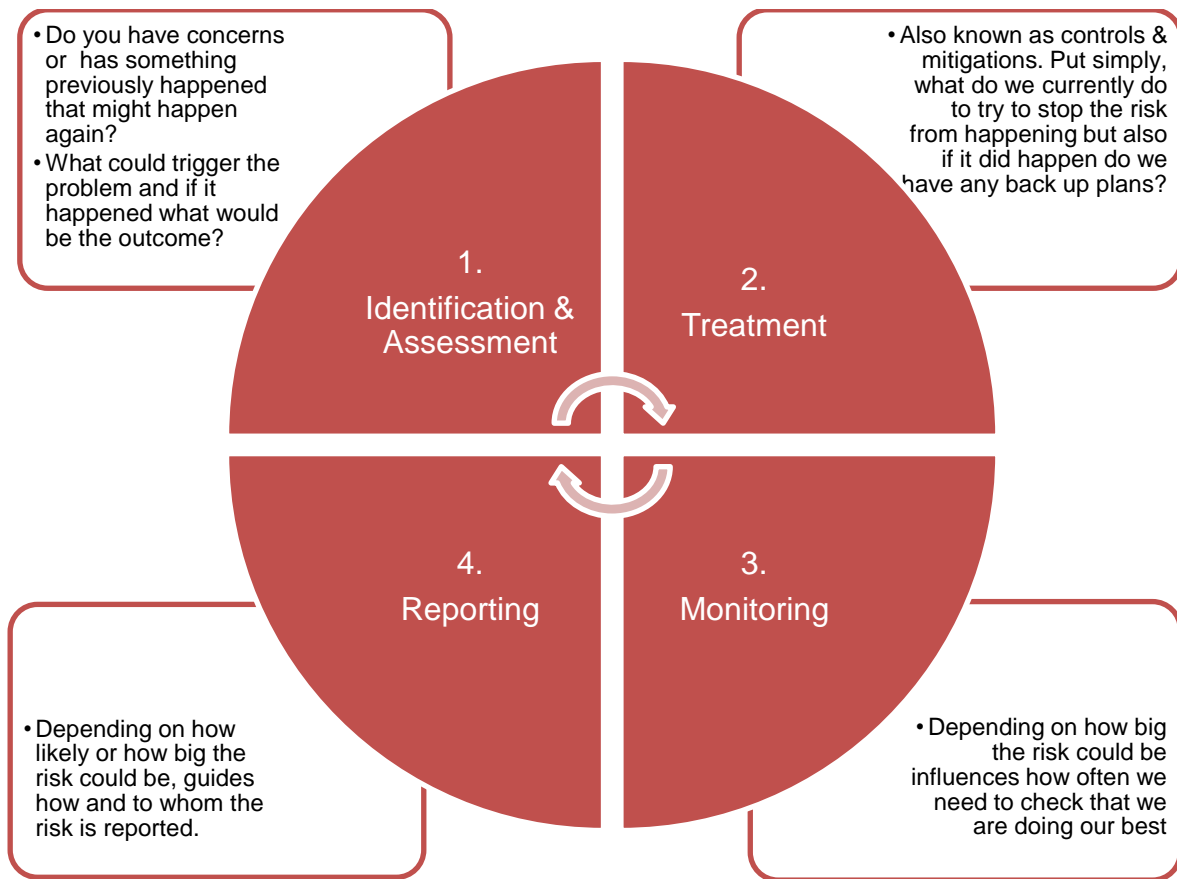 • Do you have concerns
or  has something
previously happened
that might happen
again?
• What could trigger the
problem and if it
happened what would
be the outcome?
• Also known as controls &
mitigations. Put simply,
what do we currently do
to try to stop the risk
from happening but also
if it did happen do we
have any back up plans?
1.
Identification &
Assessment
2.
Treatment
4.
Reporting
3.
Monitoring
• Depending on how
likely or how big the
risk could be, guides
how and to whom the
risk is reported.
• Depending on how big
the risk could be
influences how often we
need to check that we
are doing our best